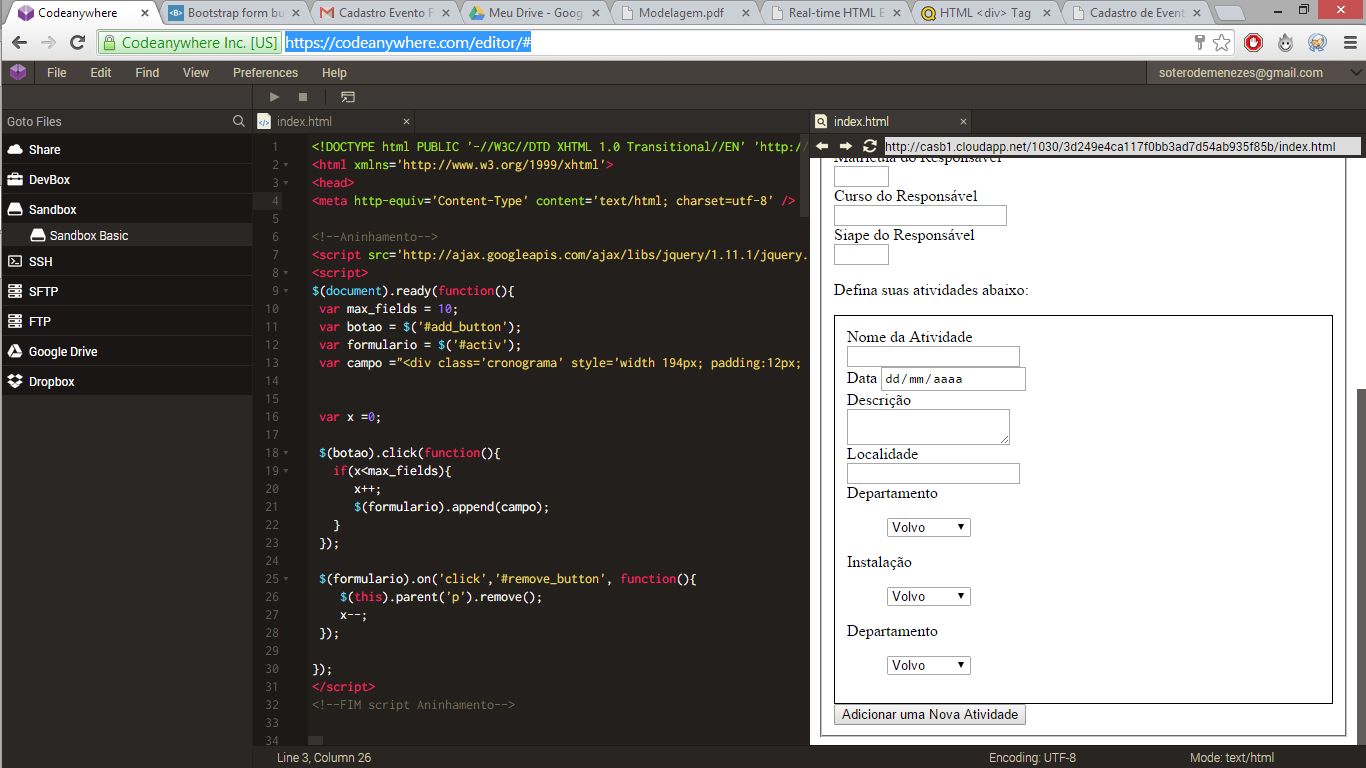 Codeanywhere
Bootstrap form bu
Cadastro Evento F
Meu Drive - Goog
Modelagem.pdf
Real-time HTML E
HTML <div> Tag
Cadastro de Event
Codeanywhere Inc. [US]
https://codeanywhere.com/editor/#
File Edit Find View Preferences Help
soterodemenezes@gmail.com
Goto Files
Share
DevBox
Sandbox
Sandbox Basic
SSH
SFTP
FTP
Google Drive
Dropbox
index.html
1 <!DOCTYPE html PUBLIC '-//W3C//DTD XHTML 1.0 Transitional//EN' 'http:/
2 <html xmlns='http://www.w3.org/1999/xhtml'>
3 <head>
4 <meta http-equiv='Content-Type' content='text/html; charset=utf-8' />
5
6 <!--Aninhamento-->
7 <script src='http://ajax.googleapis.com/ajax/libs/jquery/1.11.1/jquery.
8 <script>
9 $(document).ready(function(){
10 var max_fields = 10;
11 var botao = $('#add_button');
12 var formulario = $('#activ');
13 var campo ="<div class='cronograma' style='width 194px; padding:12px;
14
15
16 var x =0;
17
18 $(botao).click(function(){
19 if(x<max_fields){
20 x++;
21 $(formulario).append(campo);
22 }
23 });
24
25 $(formulario).on('click','#remove_button', function(){
26 $(this).parent('p').remove();
27 x--;
28 });
29
30 });
31 </script>
32 <!--FIM script Aninhamento-->
33
34
index.html
http://casb1.cloudapp.net/1030/3d249e4ca117f0bb3ad7d54ab935f85b/index.html
Matrícula do Responsável
Curso do Responsável
Siape do Responsável
Defina suas atividades abaixo:
Nome da Atividade
Data dd/mm/aaaa
Descrição
Localidade
Departamento
Volvo
Instalação
Volvo
Departamento
Volvo
Adicionar uma Nova Atividade
Line 3, Column 26
Encoding: UTF-8
Mode: text/html